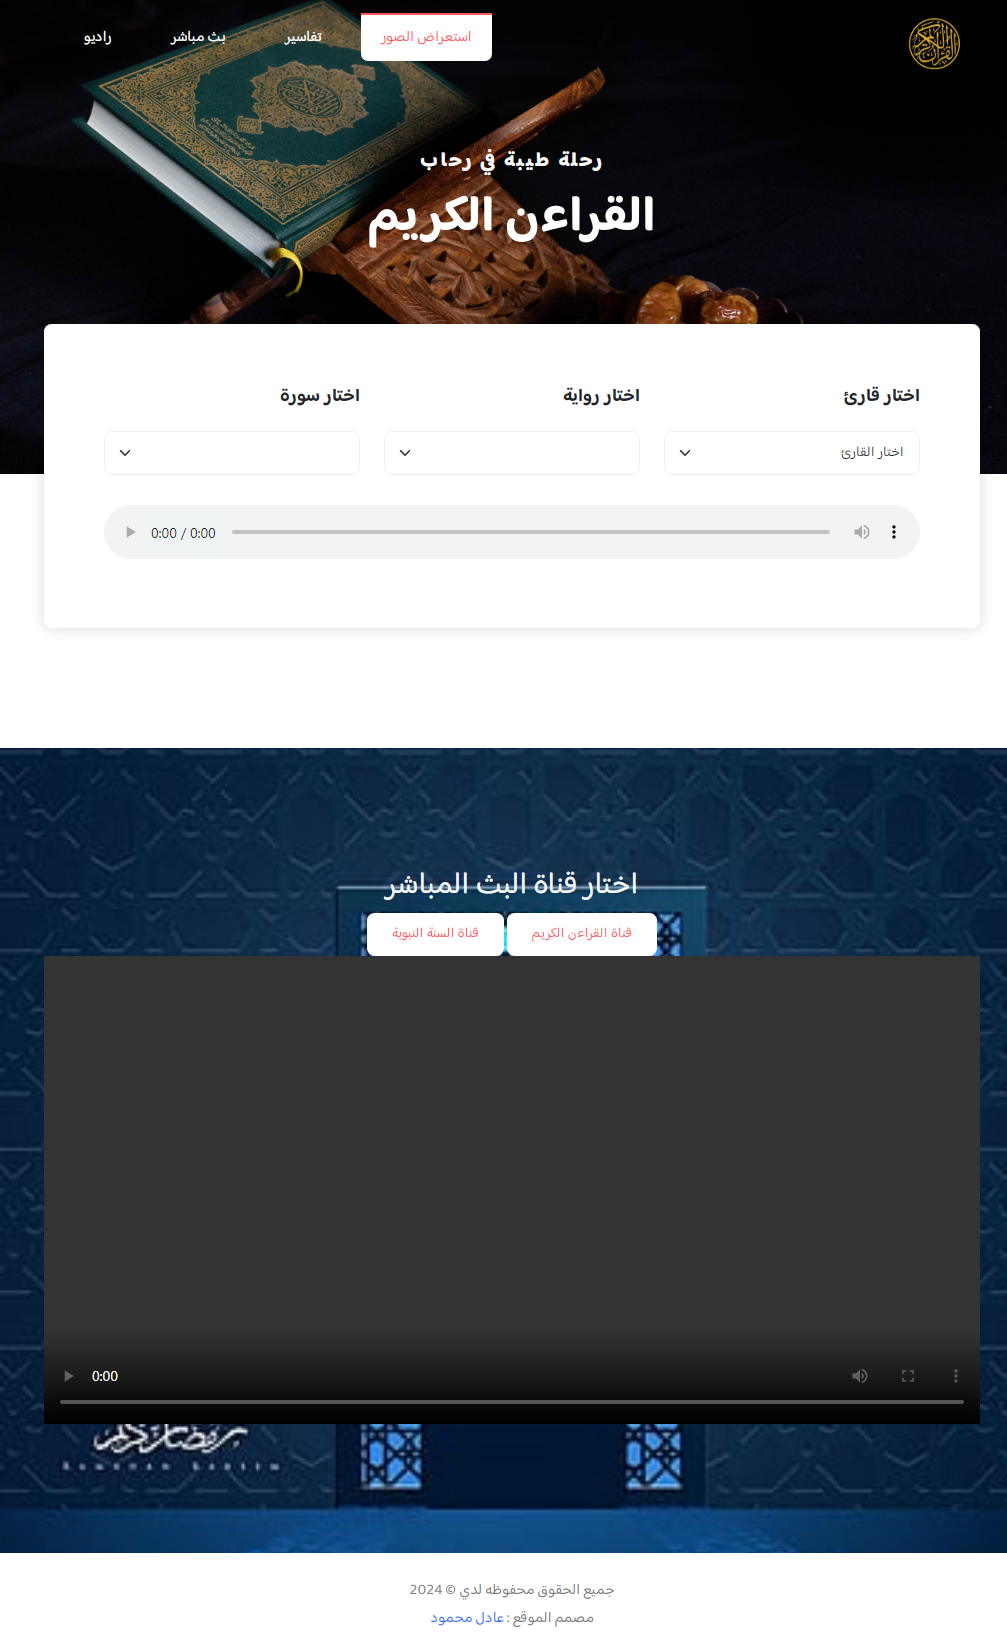 استعراض الصور
تفاسير
بث مباشر
راديو
رحلة طيبة في رحاب
القراءن الكريم
اختار قارئ
اختار رواية
اختار سورة
اختار القارئ
0:00 / 0:00
اختار قناة البث المباشر
قناة القراءن الكريم
قناة السنة النبوية
0:00
رمضان كريم
Ramadan Kareem
جميع الحقوق محفوظه لدي © 2024
مصمم الموقع : عادل محمود